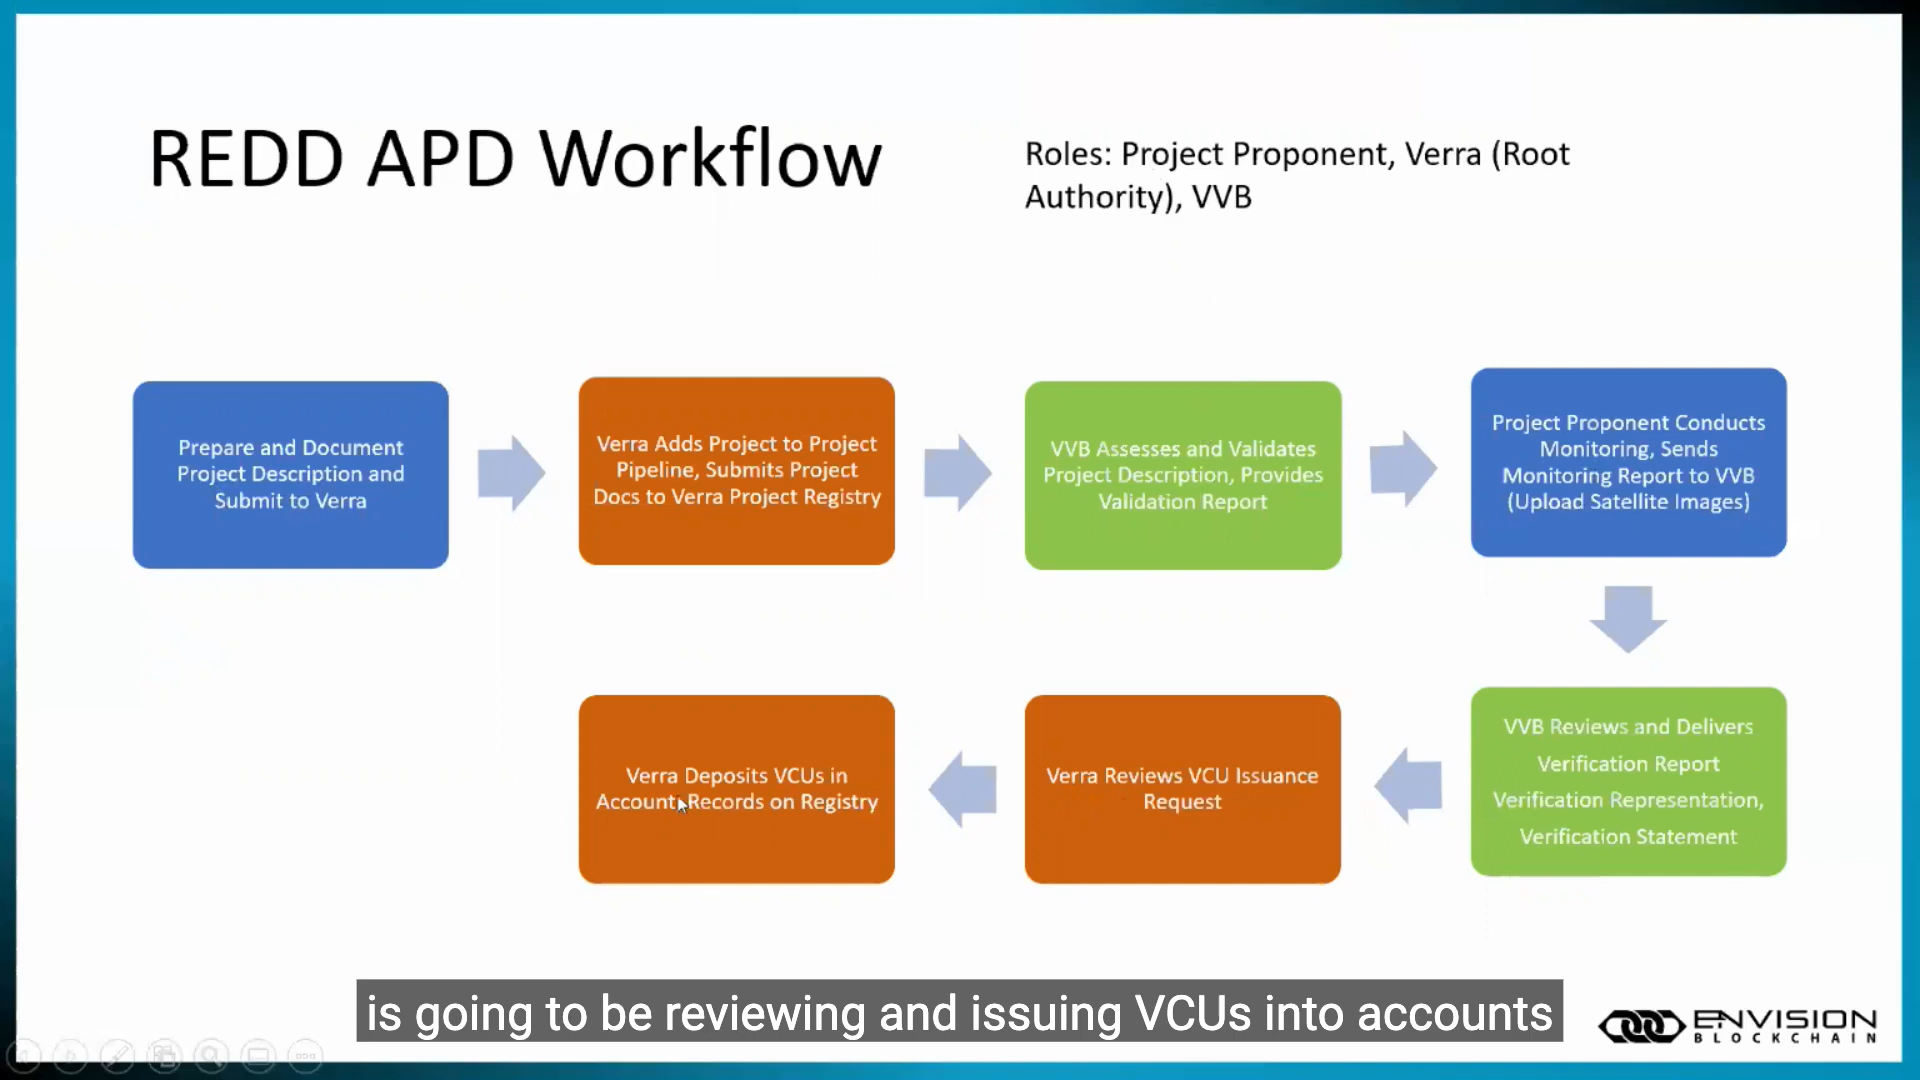 REDD APD Workflow
Roles: Project Proponent, Verra (Root
Authority), VVB
Prepare and Document
Project Description and
Submit to Verra
Verra Adds Project to Project
Pipeline, Submits Project
Docs to Verra Project Registry
VVB Assesses and Validates
Project Description, Provides
Validation Report
Project Proponent Conducts
Monitoring, Sends
Monitoring Report to VVB
(Upload Satellite Images)
VVB Reviews and Delivers
Verification Report
Verification Representation,
Verification Statement
Verra Reviews VCU Issuance
Request
Verra Deposits VCUs in
Account, Records on Registry
is going to be reviewing and issuing VCUs into accounts
ENVISION
BLOCKCHAIN